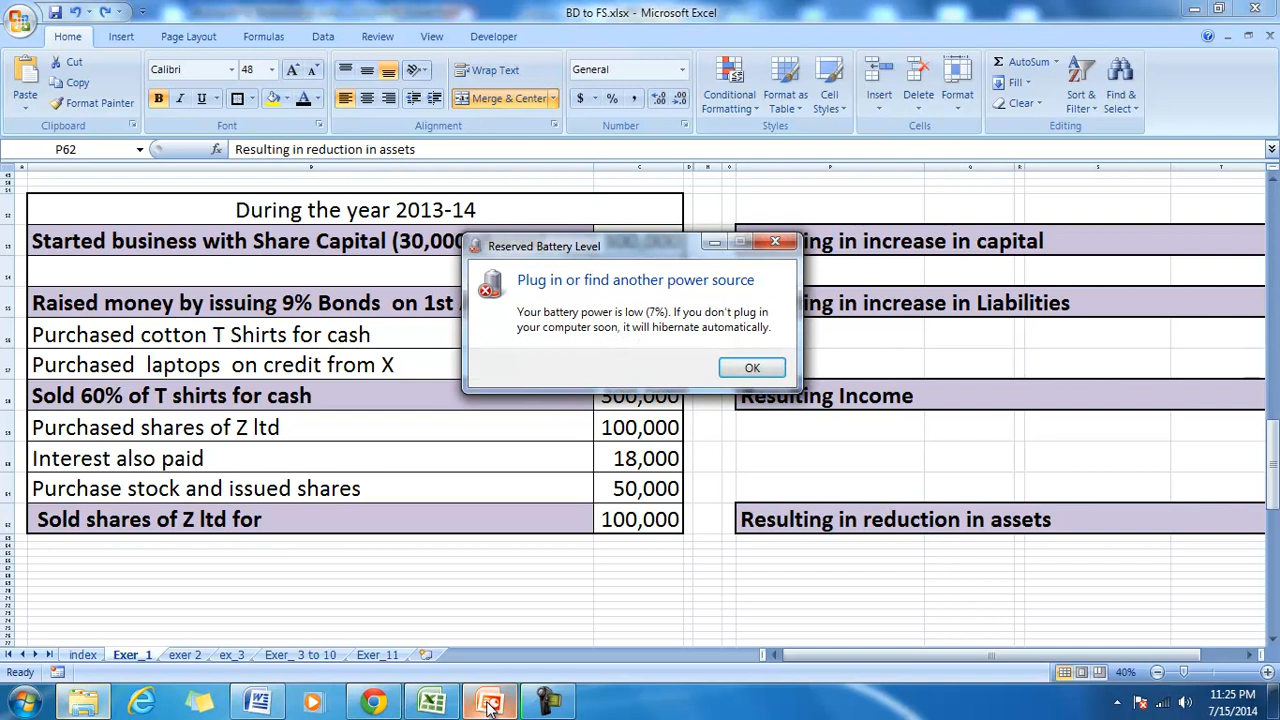 BD to FS.xlsx - Microsoft Excel
Home Insert Page Layout Formulas Data Review View Developer
Cut
Copy
Format Painter
Paste
Clipboard
Calibri 48
B I U
Font
Wrap Text
Merge & Center
Alignment
General
$ % ,
Number
Conditional Formatting
Format as Table
Cell Styles
Styles
Insert Delete Format
Cells
AutoSum
Fill
Clear
Sort & Filter
Find & Select
Editing
P62 fx Resulting in reduction in assets
During the year 2013-14
Started business with Share Capital (30,000
in increase in capital
Raised money by issuing 9% Bonds on 1st
in increase in Liabilities
Purchased cotton T Shirts for cash
Purchased laptops on credit from X
Sold 60% of T shirts for cash 300,000 Resulting Income
Purchased shares of Z ltd 100,000
Interest also paid 18,000
Purchase stock and issued shares 50,000
Sold shares of Z ltd for 100,000 Resulting in reduction in assets
Reserved Battery Level
Plug in or find another power source
Your battery power is low (7%). If you don't plug in
your computer soon, it will hibernate automatically.
OK
index Exer_1 exer 2 ex_3 Exer_ 3 to 10 Exer_11
Ready 40%
11:25 PM
7/15/2014